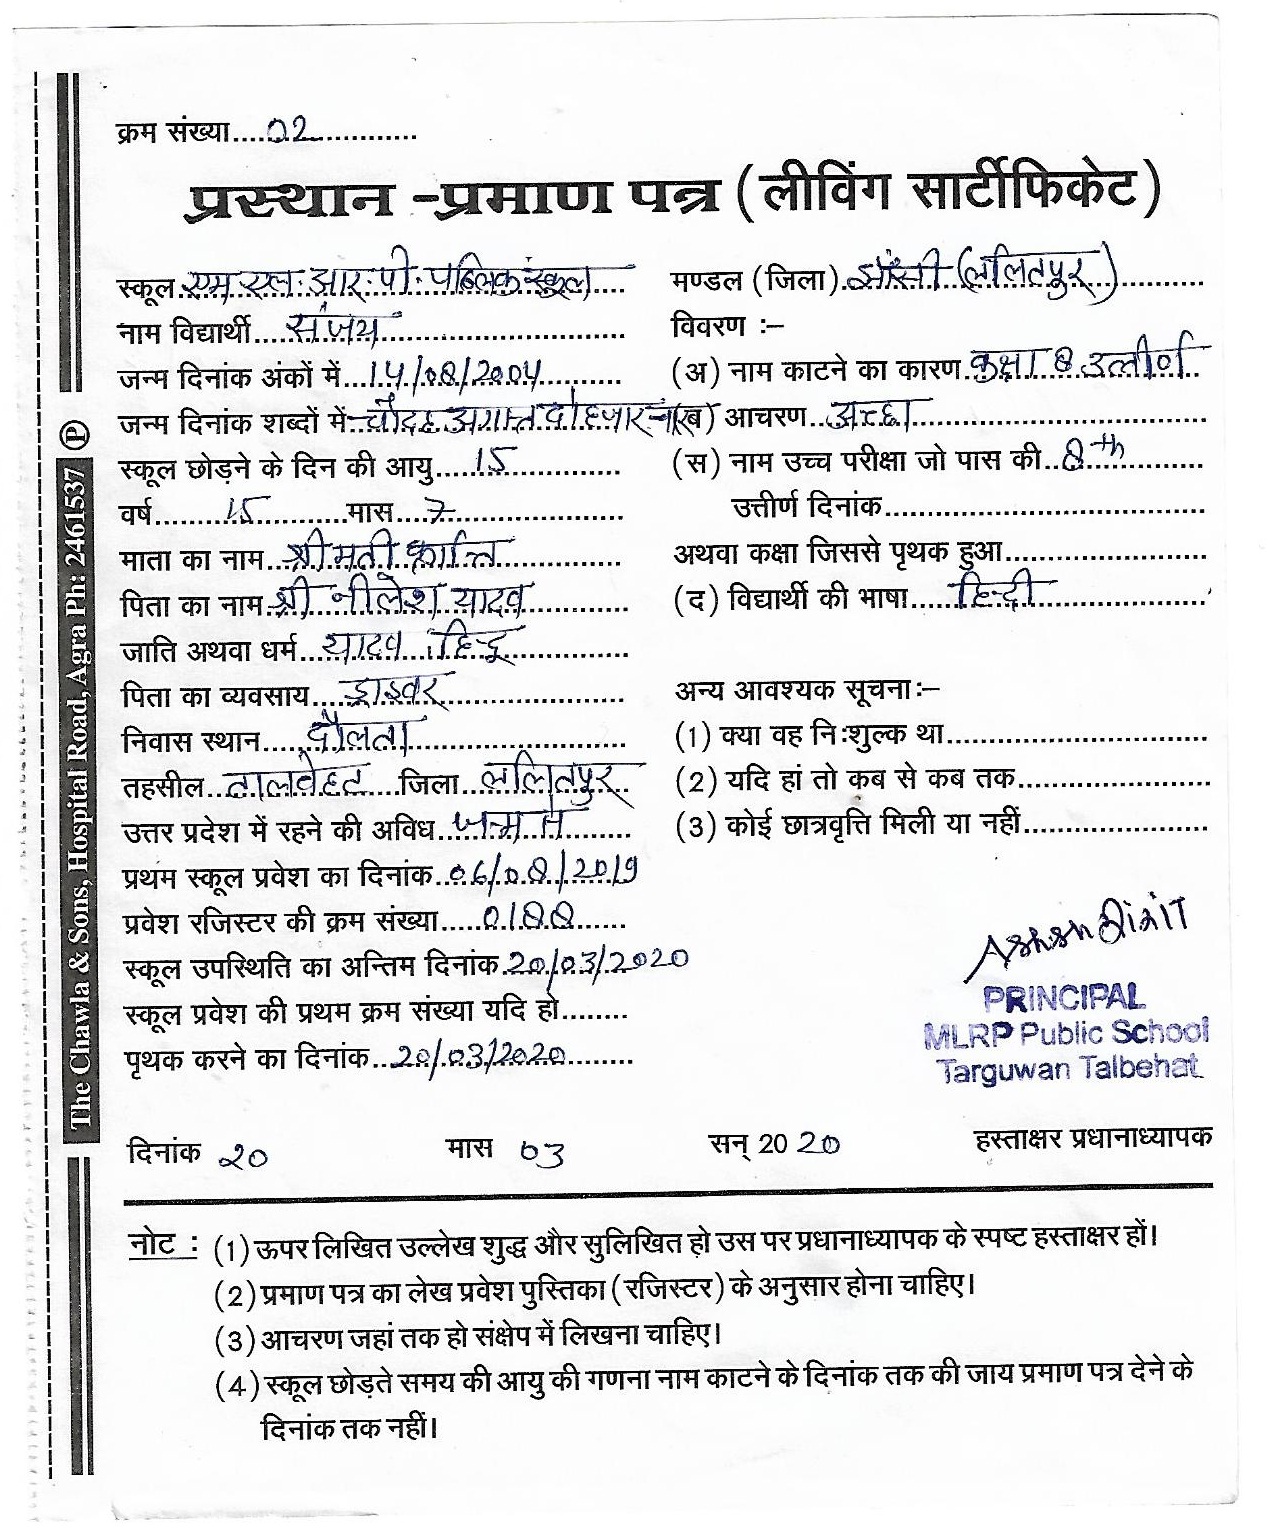 क्रम संख्या....02............
प्रस्थान -प्रमाण पत्र (लीविंग सार्टीफिकेट)
स्कूल एम.एल.आर.पी. पब्लिक स्कूल
नाम विद्यार्थी.... संजय
जन्म दिनांक अंकों में...14/08/2004
जन्म दिनांक शब्दों में चौदह अगस्त दो हजार चार
स्कूल छोड़ने के दिन की आयु.... 15
वर्ष....... 15 .......मास... 7
माता का नाम.. श्रीमती क्रान्ति
पिता का नाम. श्री नीलेश यादव
जाति अथवा धर्म.... यादव हिन्दू
पिता का व्यवसाय.... ड्राइवर
निवास स्थान.... दौलता
तहसील.. तालवेहट ....जिला.. ललितपुर
उत्तर प्रदेश में रहने की अविध.. जन्म से
प्रथम स्कूल प्रवेश का दिनांक..06/08/2019
प्रवेश रजिस्टर की क्रम संख्या.....0188
स्कूल उपस्थिति का अन्तिम दिनांक.20/03/2020
स्कूल प्रवेश की प्रथम क्रम संख्या यदि हो........
पृथक करने का दिनांक...20/03/2020
मण्डल (जिला) झाँसी (ललितपुर)
विवरण :–
(अ) नाम काटने का कारण कक्षा 8 उत्तीर्ण
(ब) आचरण.. अच्छा
(स) नाम उच्च परीक्षा जो पास की..8th
उत्तीर्ण दिनांक................
अथवा कक्षा जिससे पृथक हुआ................
(द) विद्यार्थी की भाषा..... हिन्दी
अन्य आवश्यक सूचना:–
(1) क्या वह नि:शुल्क था................
(2) यदि हां तो कब से कब तक................
(3) कोई छात्रवृत्ति मिली या नहीं................
PRINCIPAL
MLRP Public School
Targuwan Talbehat
दिनांक 20 मास 03 सन् 2020 हस्ताक्षर प्रधानाध्यापक
नोट : (1) ऊपर लिखित उल्लेख शुद्ध और सुलिखित हो उस पर प्रधानाध्यापक के स्पष्ट हस्ताक्षर हों।
(2) प्रमाण पत्र का लेख प्रवेश पुस्तिका (रजिस्टर) के अनुसार होना चाहिए।
(3) आचरण जहां तक हो संक्षेप में लिखना चाहिए।
(4) स्कूल छोड़ते समय की आयु की गणना नाम काटने के दिनांक तक की जाय प्रमाण पत्र देने के
दिनांक तक नहीं।
The Chawla & Sons, Hospital Road, Agra Ph: 2461537 Ⓟ